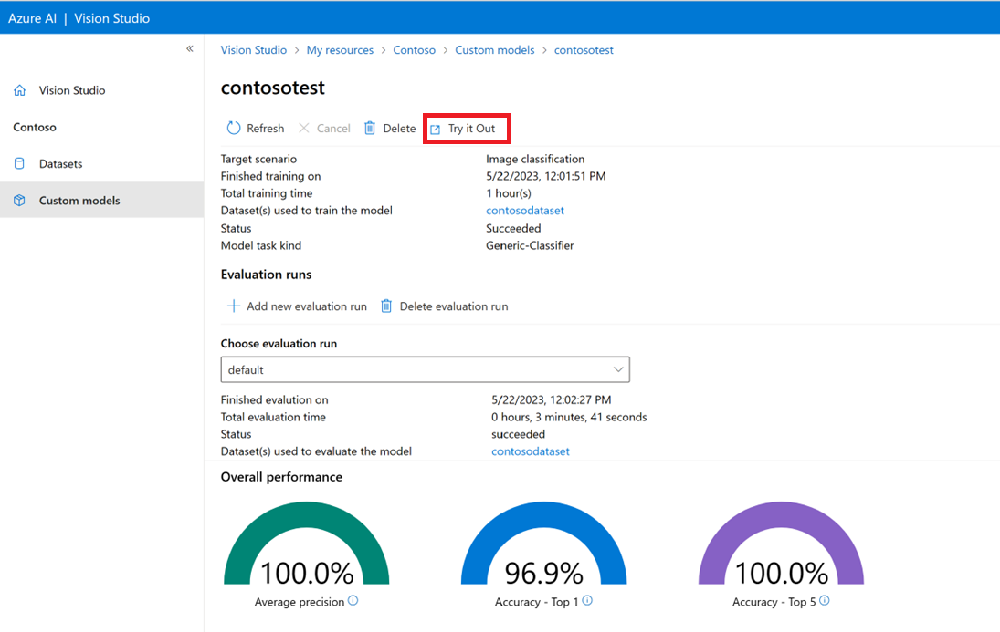 Azure AI | Vision Studio
«
Vision Studio > My resources > Contoso > Custom models > contosotest
Vision Studio
Contoso
Datasets
Custom models
contosotest
Refresh Cancel Delete Try it Out
Target scenario Image classification
Finished training on 5/22/2023, 12:01:51 PM
Total training time 1 hour(s)
Dataset(s) used to train the model contosodataset
Status Succeeded
Model task kind Generic-Classifier
Evaluation runs
Add new evaluation run Delete evaluation run
Choose evaluation run
default
Finished evalution on 5/22/2023, 12:02:27 PM
Total evaluation time 0 hours, 3 minutes, 41 seconds
Status succeeded
Dataset(s) used to evaluate the model contosodataset
Overall performance
100.0% 96.9% 100.0%
Average precision Accuracy - Top 1 Accuracy - Top 5